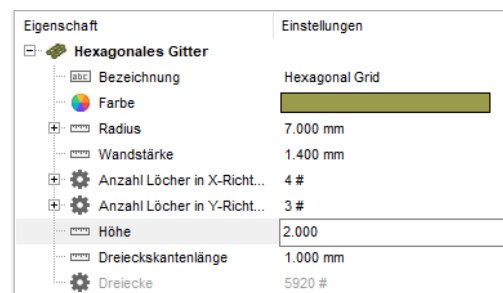 Eigenschaft Einstellungen
Hexagonales Gitter
abc Bezeichnung Hexagonal Grid
Farbe
Radius 7.000 mm
Wandstärke 1.400 mm
Anzahl Löcher in X-Richt... 4 #
Anzahl Löcher in Y-Richt... 3 #
Höhe 2.000
Dreieckskantenlänge 1.000 mm
Dreiecke 5920 #